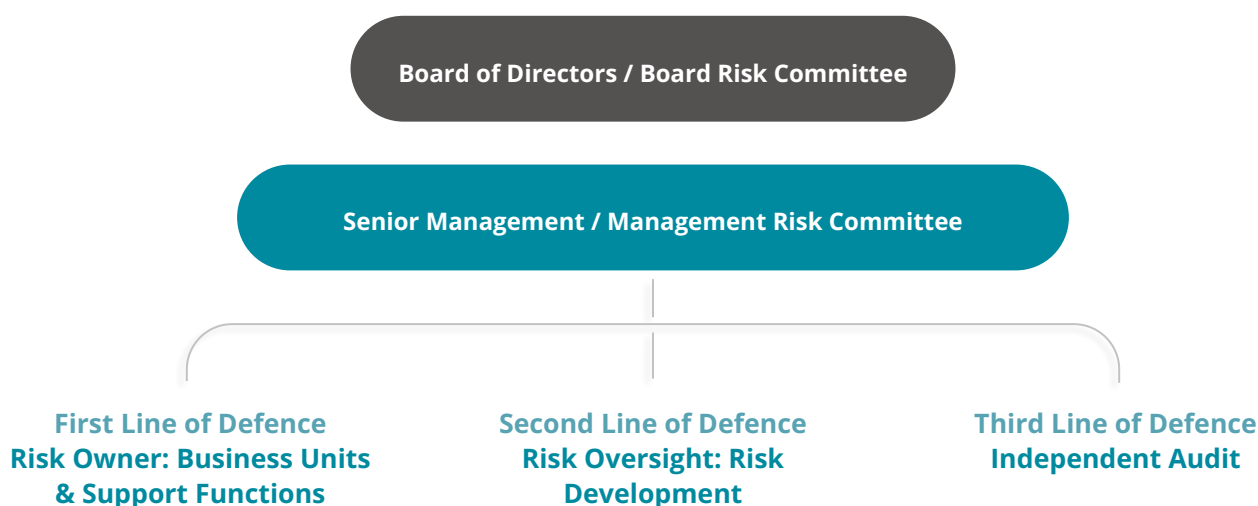 Board of Directors / Board Risk Committee
Senior Management / Management Risk Committee
First Line of Defence
Risk Owner: Business Units
& Support Functions
Second Line of Defence
Risk Oversight: Risk
Development
Third Line of Defence
Independent Audit